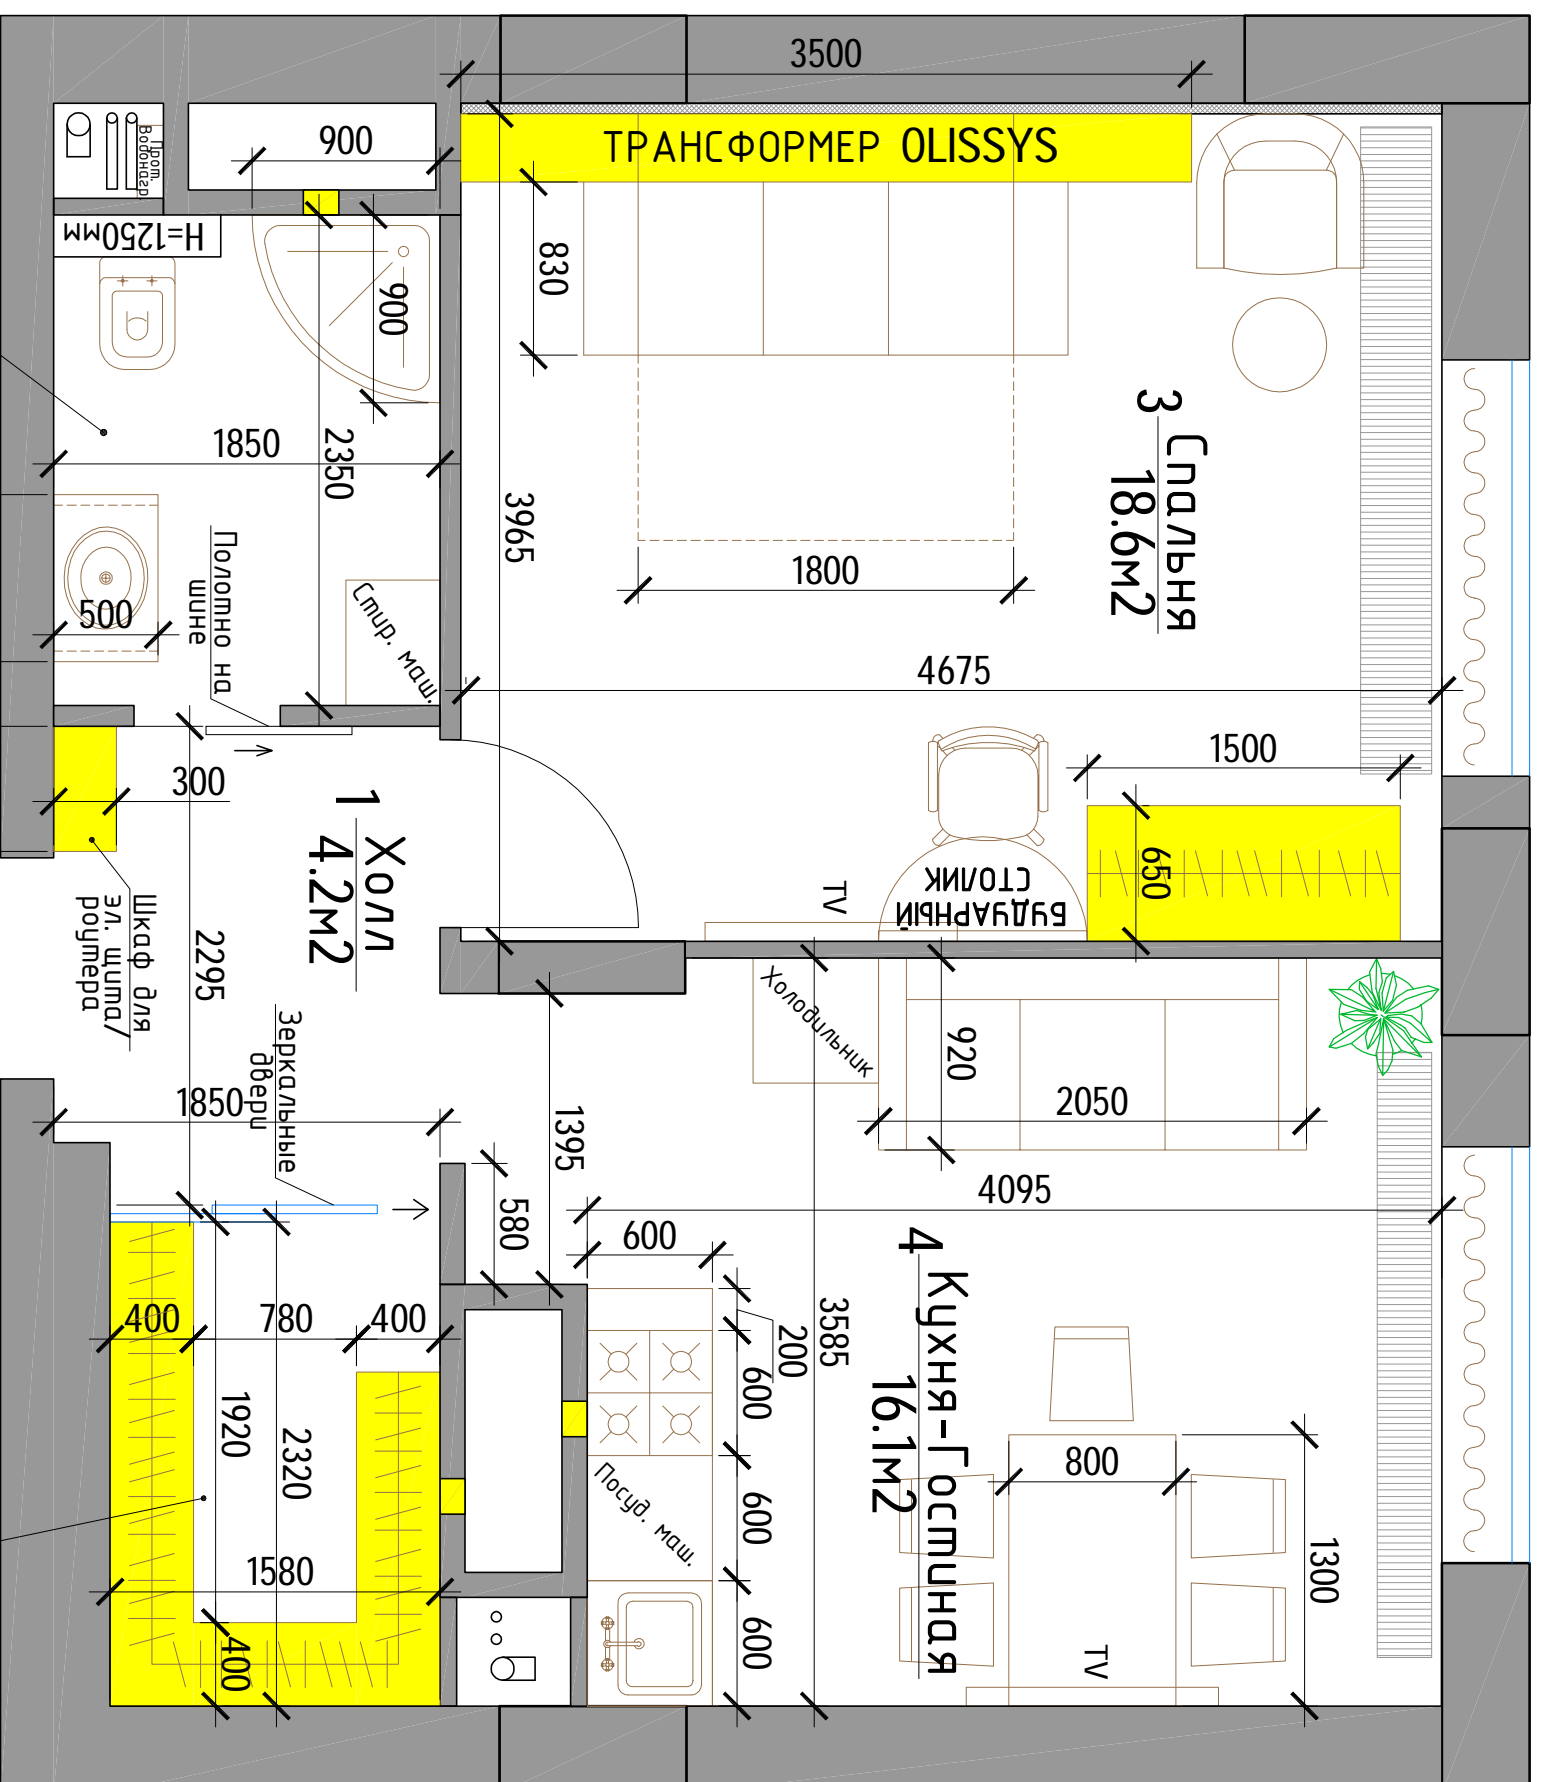 3500
ТРАНСФОРМЕР OLISSYS
900
Прот.
Водонагр.
H=1250мм
830
900
1850
2350
3965
3 Спальня
18.6м2
1800
500
Полотно на
шине
Стир. маш.
4675
1500
650
300
1 Холл
4.2м2
TV
БУДУАРНЫЙ
СТОЛИК
Шкаф для
эл. щита/
роутера
2295
Зеркальные
двери
Холодильник
920
2050
1850
1395
580
4095
600
4 Кухня-Гостиная
16.1м2
3585
200
600
600
600
400
780
400
1920
2320
Посуд. маш.
800
1300
1580
400
TV